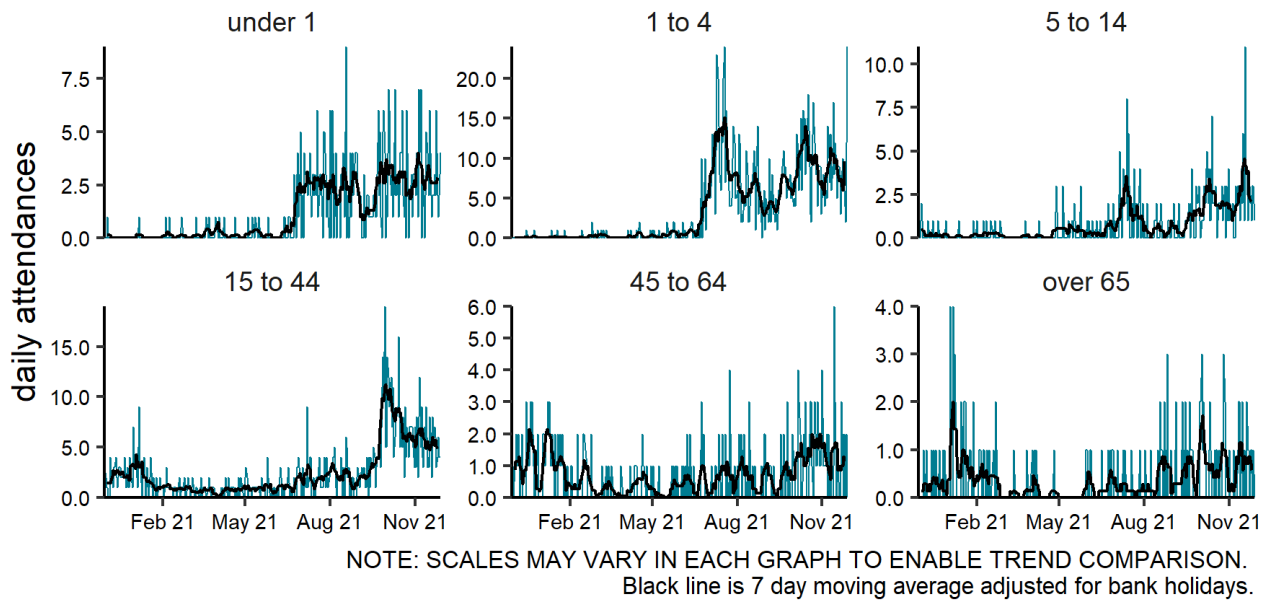 under 1
1 to 4
5 to 14
7.5
5.0
2.5
0.0
20.0
15.0
10.0
5.0
0.0
10.0
7.5
5.0
2.5
0.0
daily attendances
15 to 44
45 to 64
over 65
15.0
10.0
5.0
0.0
6.0
5.0
4.0
3.0
2.0
1.0
0.0
4.0
3.0
2.0
1.0
0.0
Feb 21 May 21 Aug 21 Nov 21
Feb 21 May 21 Aug 21 Nov 21
Feb 21 May 21 Aug 21 Nov 21
NOTE: SCALES MAY VARY IN EACH GRAPH TO ENABLE TREND COMPARISON.
Black line is 7 day moving average adjusted for bank holidays.